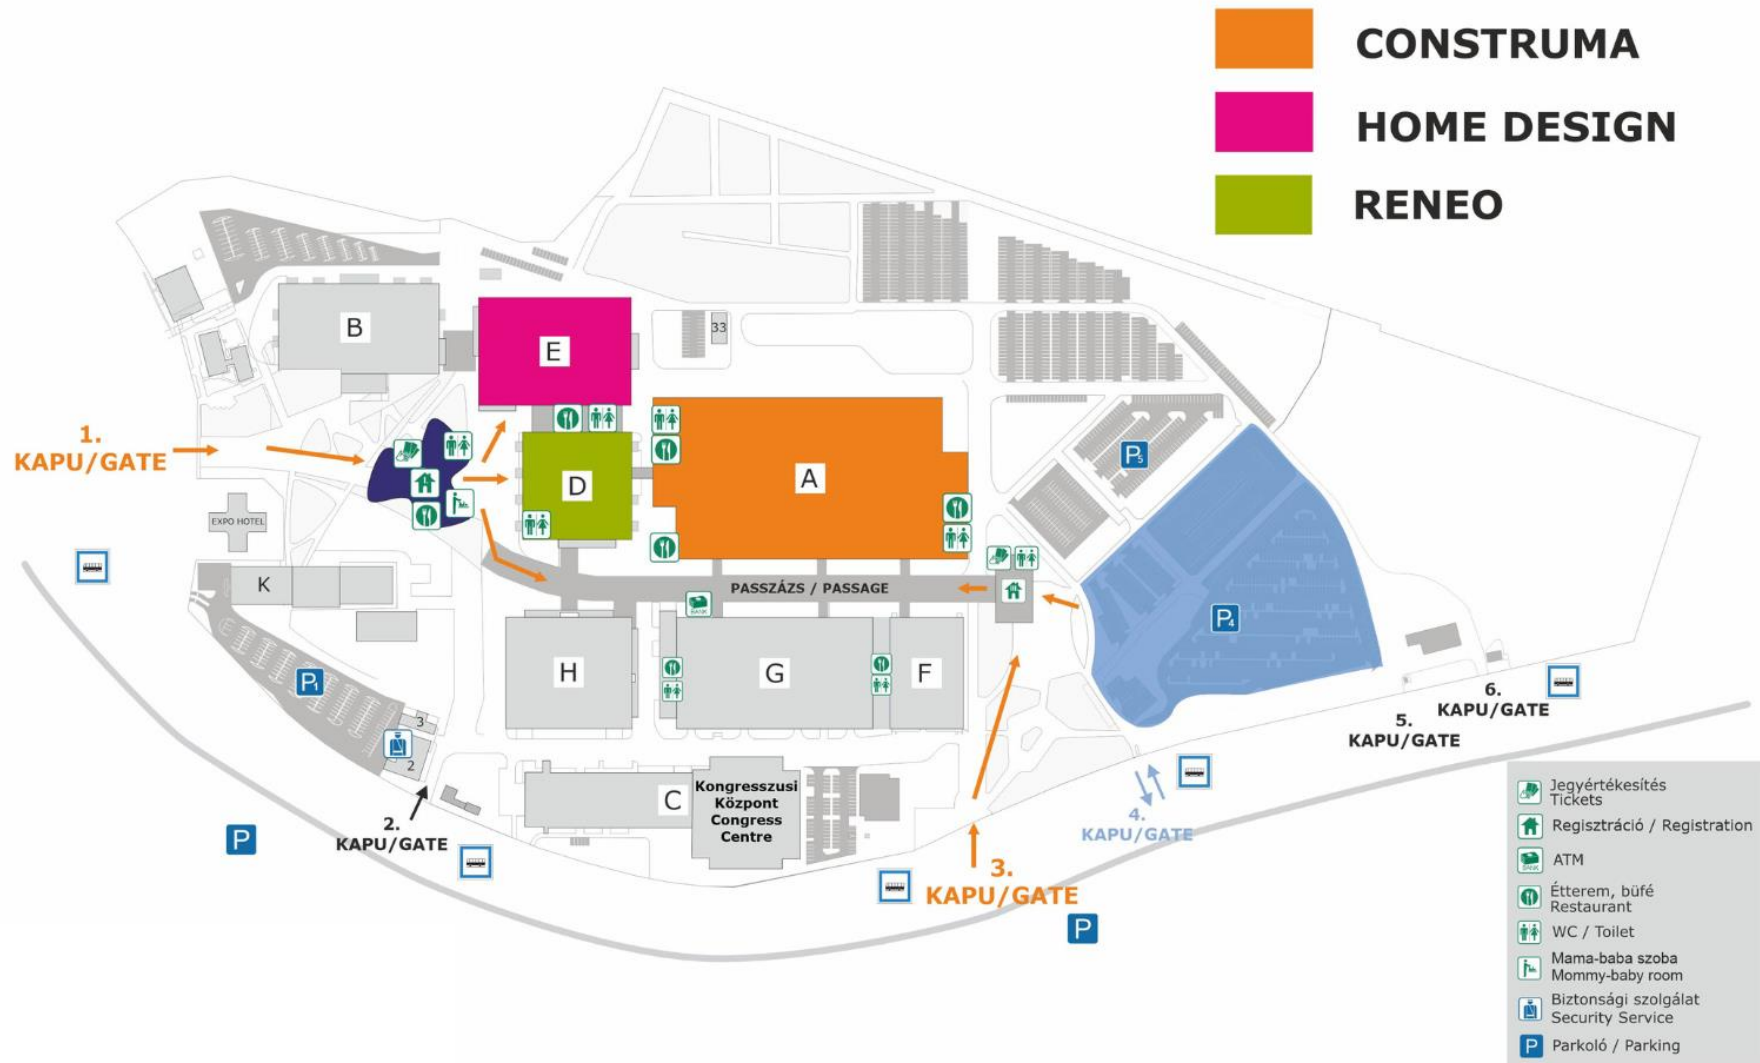 CONSTRUMA
HOME DESIGN
RENEO
B
E
33
1.
KAPU/GATE
D
A
P5
EXPO HOTEL
K
PASSZÁZS / PASSAGE
BANK
P4
H
G
F
P1
3
2
6.
KAPU/GATE
5.
KAPU/GATE
C
Kongresszusi
Központ
Congress
Centre
2.
KAPU/GATE
P
4.
KAPU/GATE
3.
KAPU/GATE
P
Jegyértékesítés
Tickets
Regisztráció / Registration
BANK
ATM
Étterem, büfé
Restaurant
WC / Toilet
Mama-baba szoba
Mommy-baby room
Biztonsági szolgálat
Security Service
P Parkoló / Parking